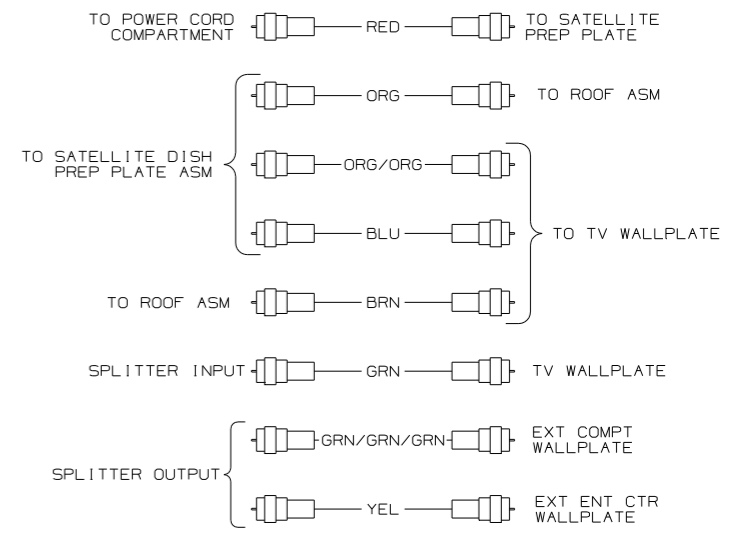 TO POWER CORD
COMPARTMENT
RED
TO SATELLITE
PREP PLATE
ORG
TO ROOF ASM
TO SATELLITE DISH
PREP PLATE ASM
ORG/ORG
BLU
TO TV WALLPLATE
TO ROOF ASM
BRN
SPLITTER INPUT
GRN
TV WALLPLATE
SPLITTER OUTPUT
GRN/GRN/GRN
EXT COMPT
WALLPLATE
YEL
EXT ENT CTR
WALLPLATE